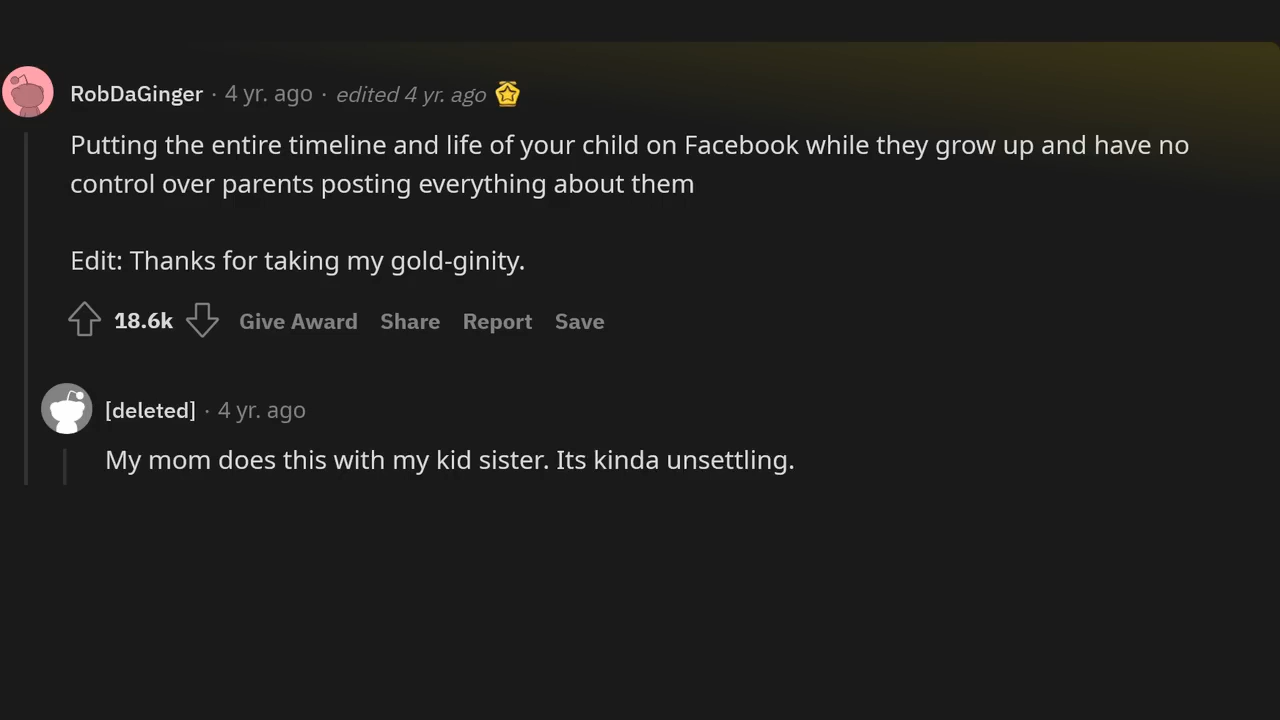 RobDaGinger · 4 yr. ago · edited 4 yr. ago
Putting the entire timeline and life of your child on Facebook while they grow up and have no
control over parents posting everything about them
Edit: Thanks for taking my gold-ginity.
18.6k Give Award Share Report Save
[deleted] · 4 yr. ago
My mom does this with my kid sister. Its kinda unsettling.